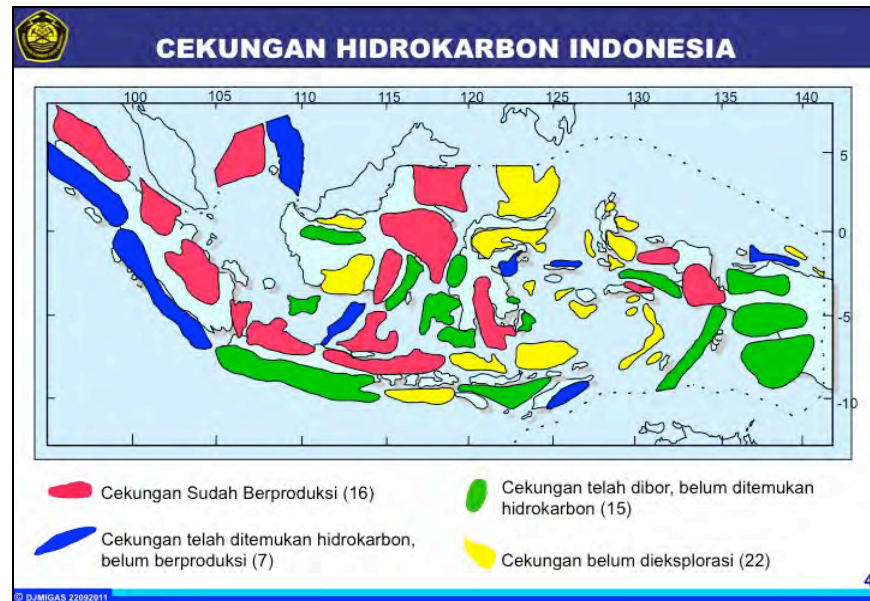 CEKUNGAN HIDROKARBON INDONESIA
100 105 110 115 120 125 130 135 140
5
0
-5
-10
Cekungan Sudah Berproduksi (16)
Cekungan telah ditemukan hidrokarbon,
belum berproduksi (7)
Cekungan telah dibor, belum ditemukan
hidrokarbon (15)
Cekungan belum dieksplorasi (22)
4
© DJMIGAS 22092011